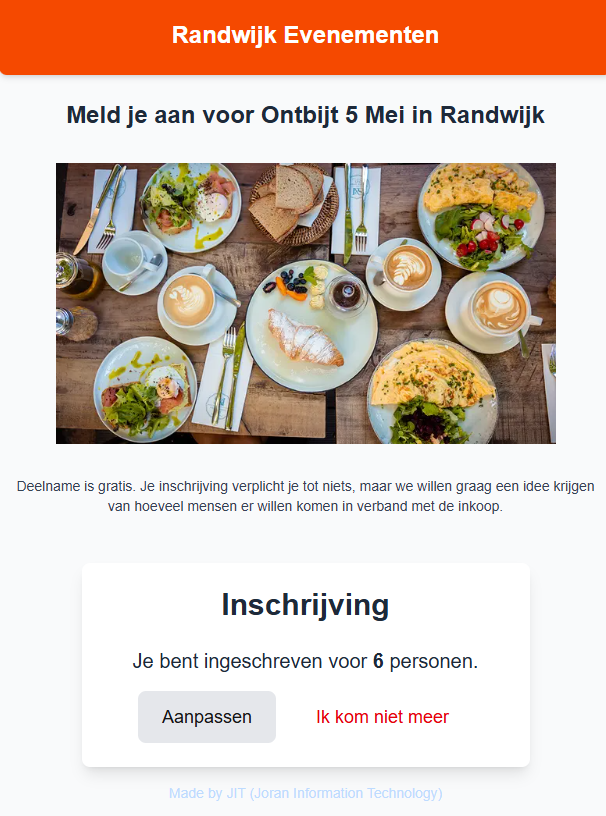 Randwijk Evenementen
Meld je aan voor Ontbijt 5 Mei in Randwijk
Deelname is gratis. Je inschrijving verplicht je tot niets, maar we willen graag een idee krijgen
van hoeveel mensen er willen komen in verband met de inkoop.
Inschrijving
Je bent ingeschreven voor 6 personen.
Aanpassen
Ik kom niet meer
Made by JIT (Joran Information Technology)